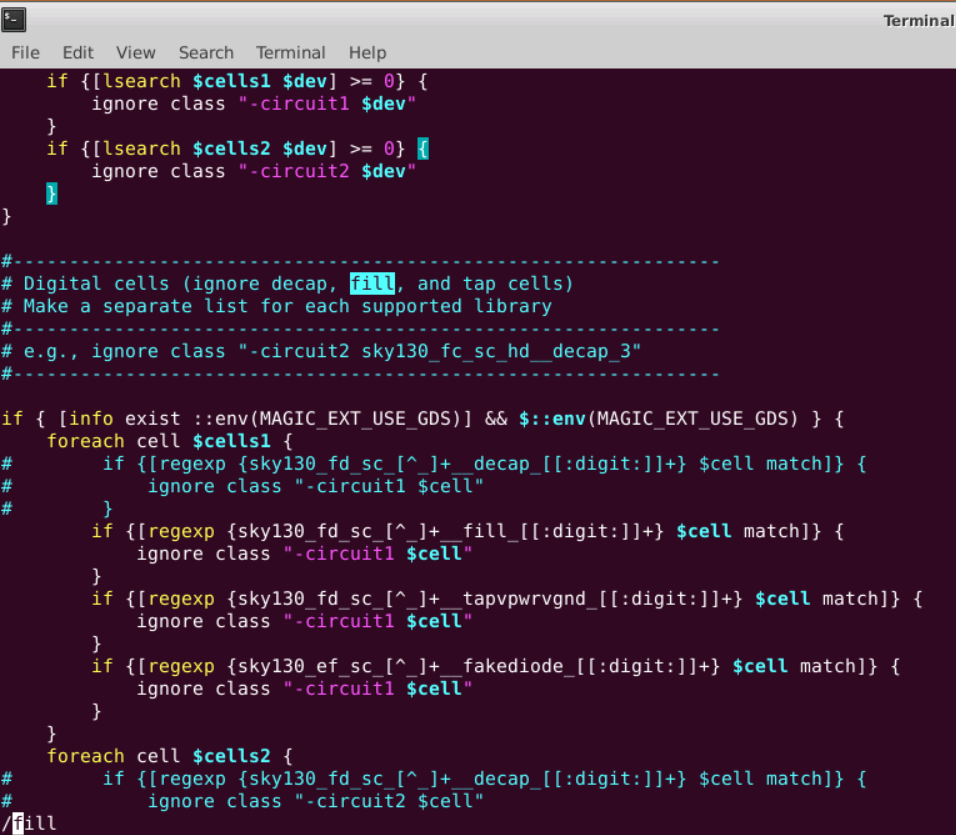 Terminal
File Edit View Search Terminal Help
    if {[lsearch $cells1 $dev] >= 0} {
        ignore class "-circuit1 $dev"
    }
    if {[lsearch $cells2 $dev] >= 0} {
        ignore class "-circuit2 $dev"
    }
}

#---------------------------------------------------------------
# Digital cells (ignore decap, fill, and tap cells)
# Make a separate list for each supported library
#---------------------------------------------------------------
# e.g., ignore class "-circuit2 sky130_fc_sc_hd__decap_3"
#---------------------------------------------------------------

if { [info exist ::env(MAGIC_EXT_USE_GDS)] && $::env(MAGIC_EXT_USE_GDS) } {
    foreach cell $cells1 {
#        if {[regexp {sky130_fd_sc_[^_]+__decap_[[:digit:]]+} $cell match]} {
#            ignore class "-circuit1 $cell"
#        }
        if {[regexp {sky130_fd_sc_[^_]+__fill_[[:digit:]]+} $cell match]} {
            ignore class "-circuit1 $cell"
        }
        if {[regexp {sky130_fd_sc_[^_]+__tapvpwrvgnd_[[:digit:]]+} $cell match]} {
            ignore class "-circuit1 $cell"
        }
        if {[regexp {sky130_ef_sc_[^_]+__fakediode_[[:digit:]]+} $cell match]} {
            ignore class "-circuit1 $cell"
        }
    }
    foreach cell $cells2 {
#        if {[regexp {sky130_fd_sc_[^_]+__decap_[[:digit:]]+} $cell match]} {
#            ignore class "-circuit2 $cell"
/fill